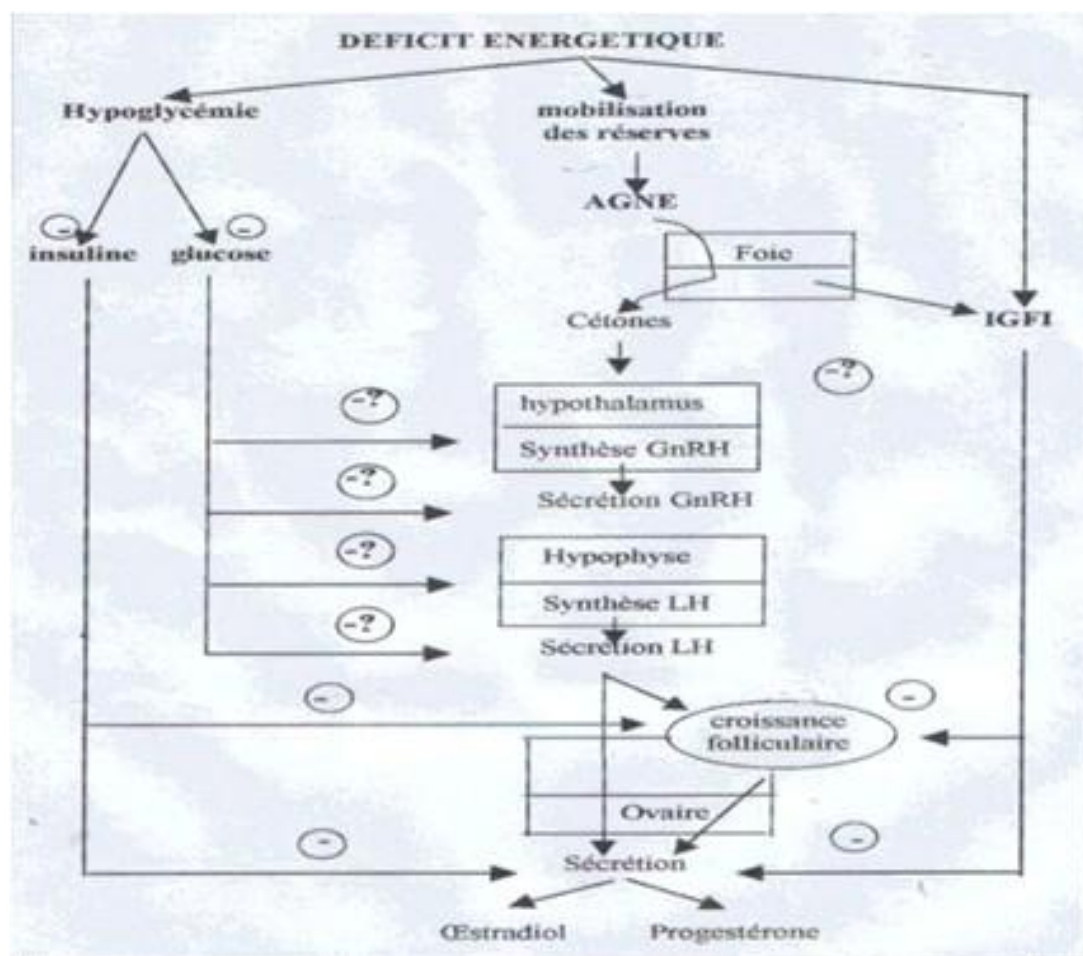 DEFICIT ENERGETIQUE
Hypoglycémie
mobilisation
des réserves
AGNE
-
-
insuline
glucose
Foie
Cétones
IGFI
-?
-?
hypothalamus
Synthèse GnRH
-?
Sécrétion GnRH
-?
Hypophyse
Synthèse LH
-?
Sécrétion LH
-
-
croissance
folliculaire
Ovaire
-
-
Sécrétion
Œstradiol
Progestérone